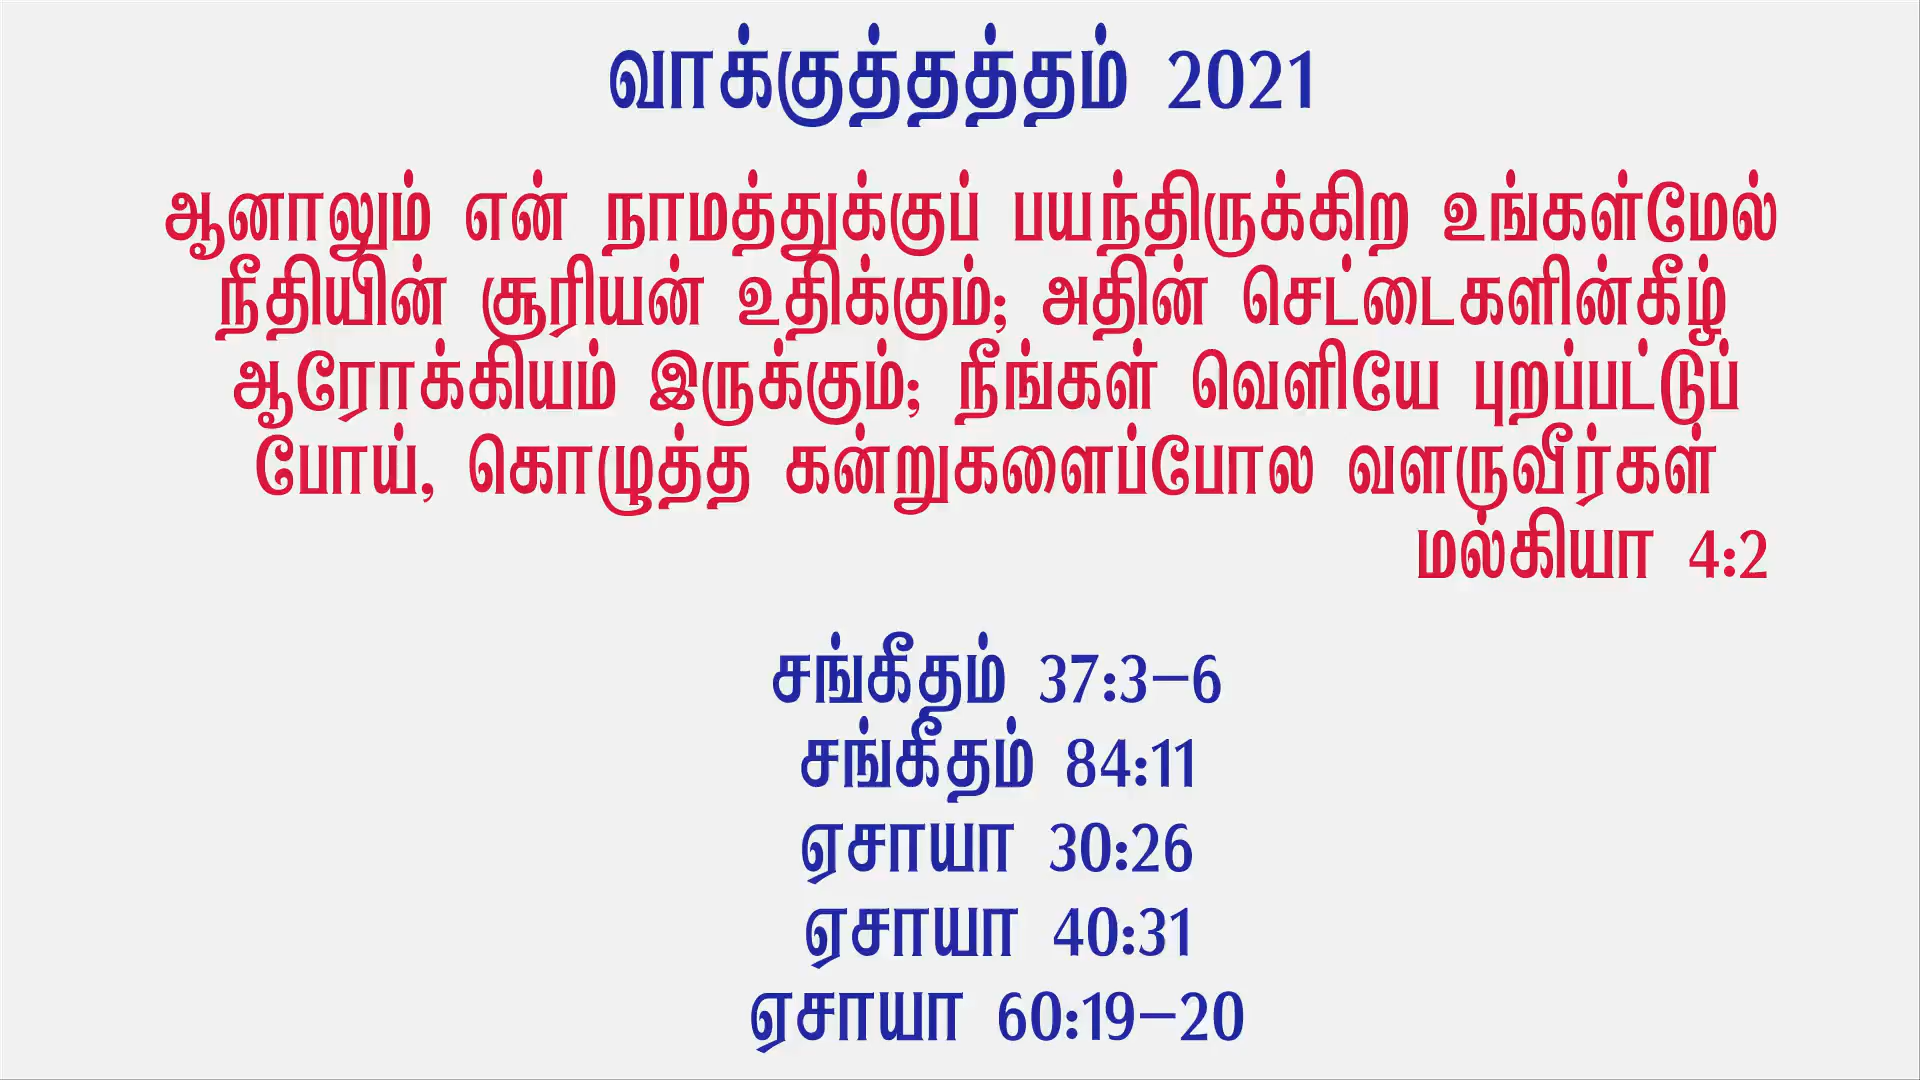 வாக்குத்தத்தம் 2021
ஆனாலும் என் நாமத்துக்குப் பயந்திருக்கிற உங்கள்மேல்
நீதியின் சூரியன் உதிக்கும்; அதின் செட்டைகளின்கீழ்
ஆரோக்கியம் இருக்கும்; நீங்கள் வெளியே புறப்பட்டுப்
போய், கொழுத்த கன்றுகளைப்போல வளருவீர்கள்
மல்கியா 4:2
சங்கீதம் 37:3–6
சங்கீதம் 84:11
ஏசாயா 30:26
ஏசாயா 40:31
ஏசாயா 60:19–20